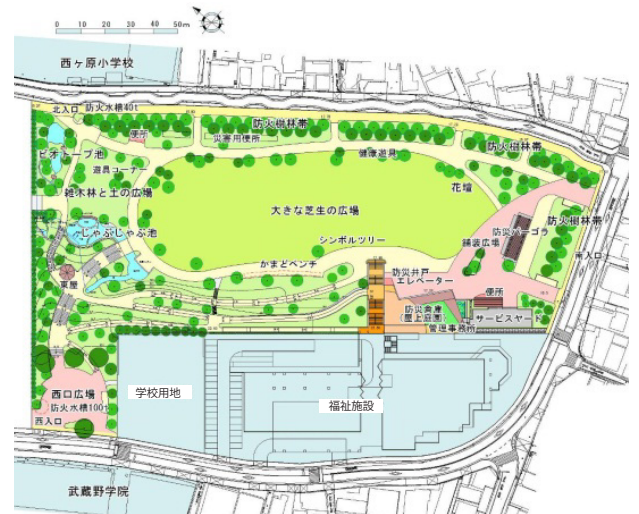 0 10 20 30 40 50m
西ヶ原小学校
北入口
防火水槽40t
便所
防火樹林帯
災害用便所
健康遊具
防火樹林帯
ビオトープ池
遊具コーナー
雑木林と土の広場
花壇
大きな芝生の広場
防火樹林帯
じゃぶじゃぶ池
シンボルツリー
防災パーゴラ
舗装広場
南入口
かまどベンチ
東屋
防災井戸
エレベーター
便所
防災倉庫
(屋上庭園)
サービスヤード
管理事務所
学校用地
福祉施設
西口広場
防火水槽100t
西入口
武蔵野学院